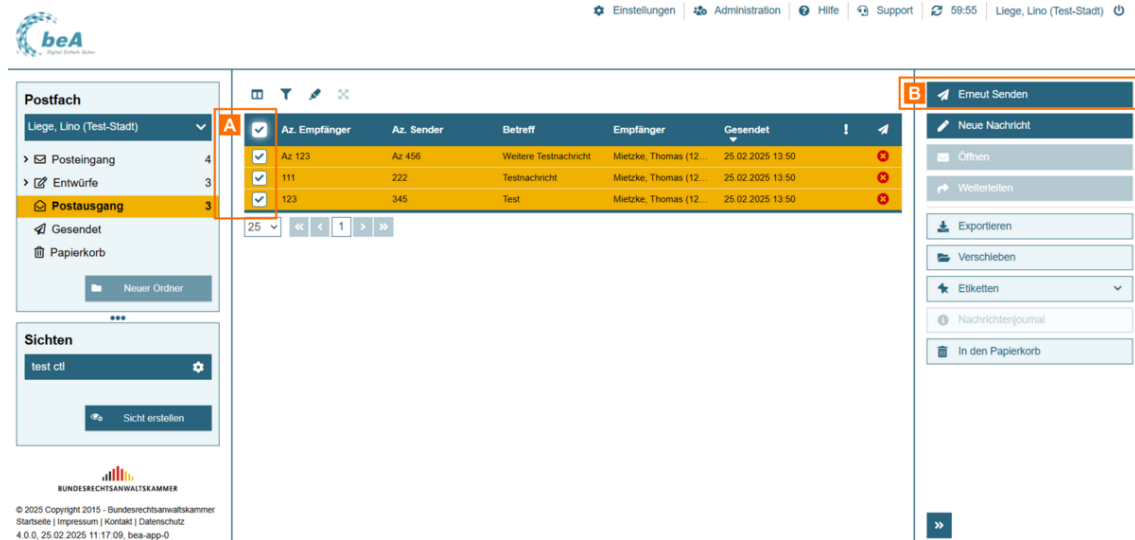 Einstellungen Administration Hilfe Support 59:55 Liege, Lino (Test-Stadt)
beA
Digital. Einfach. Sicher.
Postfach
Liege, Lino (Test-Stadt)
Posteingang 4
Entwürfe 3
Postausgang 3
Gesendet
Papierkorb
Neuer Ordner
Sichten
test ctl
Sicht erstellen
BUNDESRECHTSANWALTSKAMMER
© 2025 Copyright 2015 - Bundesrechtsanwaltskammer
Startseite | Impressum | Kontakt | Datenschutz
4.0.0, 25.02.2025 11:17:09, bea-app-0
A
Az. Empfänger Az. Sender Betreff Empfänger Gesendet !
Az 123 Az 456 Weitere Testnachricht Mietzke, Thomas (12... 25.02.2025 13:50
111 222 Testnachricht Mietzke, Thomas (12... 25.02.2025 13:50
123 345 Test Mietzke, Thomas (12... 25.02.2025 13:50
25 « < 1 > »
B
Erneut Senden
Neue Nachricht
Öffnen
Weiterleiten
Exportieren
Verschieben
Etiketten
Nachrichtenjournal
In den Papierkorb
»